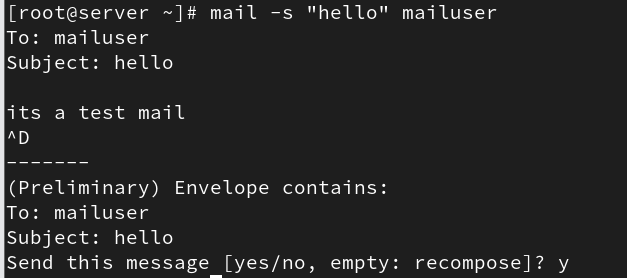 [root@server ~]# mail -s "hello" mailuser
To: mailuser
Subject: hello

its a test mail
^D
-------
(Preliminary) Envelope contains:
To: mailuser
Subject: hello
Send this message [yes/no, empty: recompose]? y